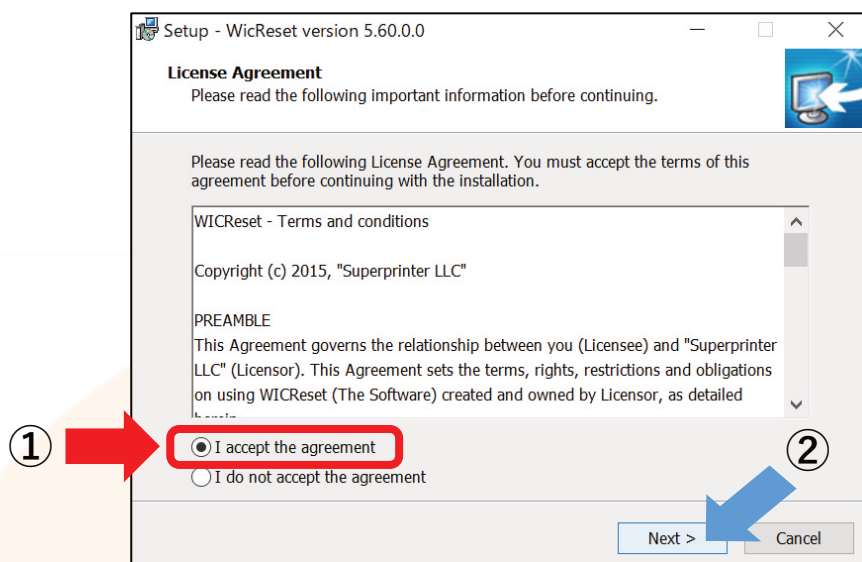 Setup - WicReset version 5.60.0.0
License Agreement
Please read the following important information before continuing.
Please read the following License Agreement. You must accept the terms of this
agreement before continuing with the installation.
WICReset - Terms and conditions
Copyright (c) 2015, "Superprinter LLC"
PREAMBLE
This Agreement governs the relationship between you (Licensee) and "Superprinter
LLC" (Licensor). This Agreement sets the terms, rights, restrictions and obligations
on using WICReset (The Software) created and owned by Licensor, as detailed
① I accept the agreement
I do not accept the agreement
②
Next >
Cancel